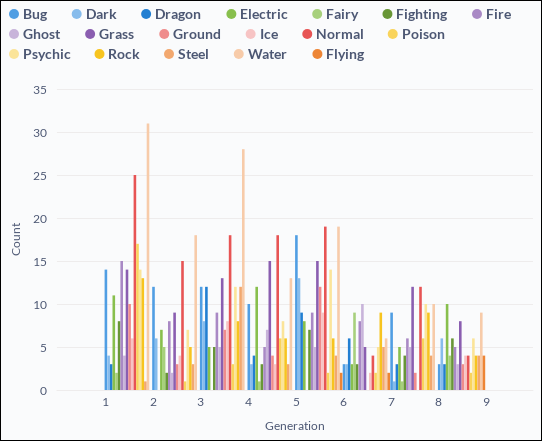 Bug Dark Dragon Electric Fairy Fighting Fire
Ghost Grass Ground Ice Normal Poison
Psychic Rock Steel Water Flying
35
30
25
20
15
10
5
0
Count
1 2 3 4 5 6 7 8 9
Generation